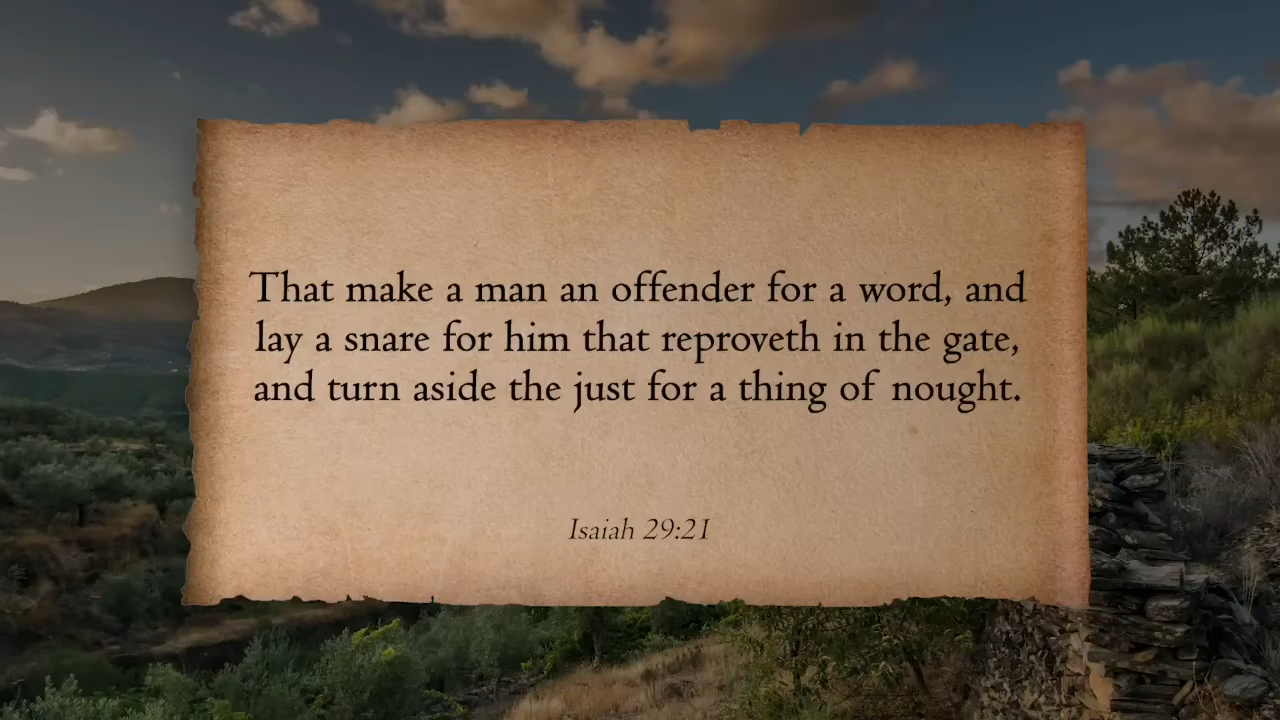 That make a man an offender for a word, and
lay a snare for him that reproveth in the gate,
and turn aside the just for a thing of nought.
Isaiah 29:21